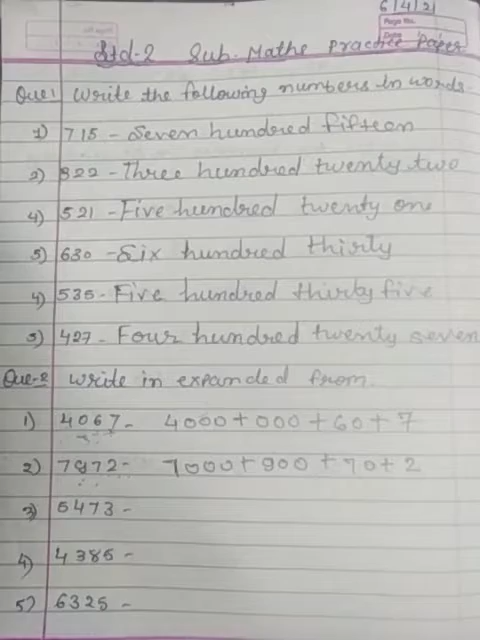 6/4/21
Page No.
Date
Std-2 Sub. Maths Practice Paper
Que:1 Write the following numbers In words.
1) 715 - Seven hundred fifteen
2) 322 - Three hundred twenty two
4) 521 - Five hundred twenty one
5) 630 - Six hundred thirty
4) 535 - Five hundred thirty five
5) 427 - Four hundred twenty seven
Que-2 write in expanded from
1) 4067 - 4000 + 000 + 60 + 7
2) 7972 - 7000 + 900 + 70 + 2
3) 5473 -
4) 4385 -
5) 6325 -